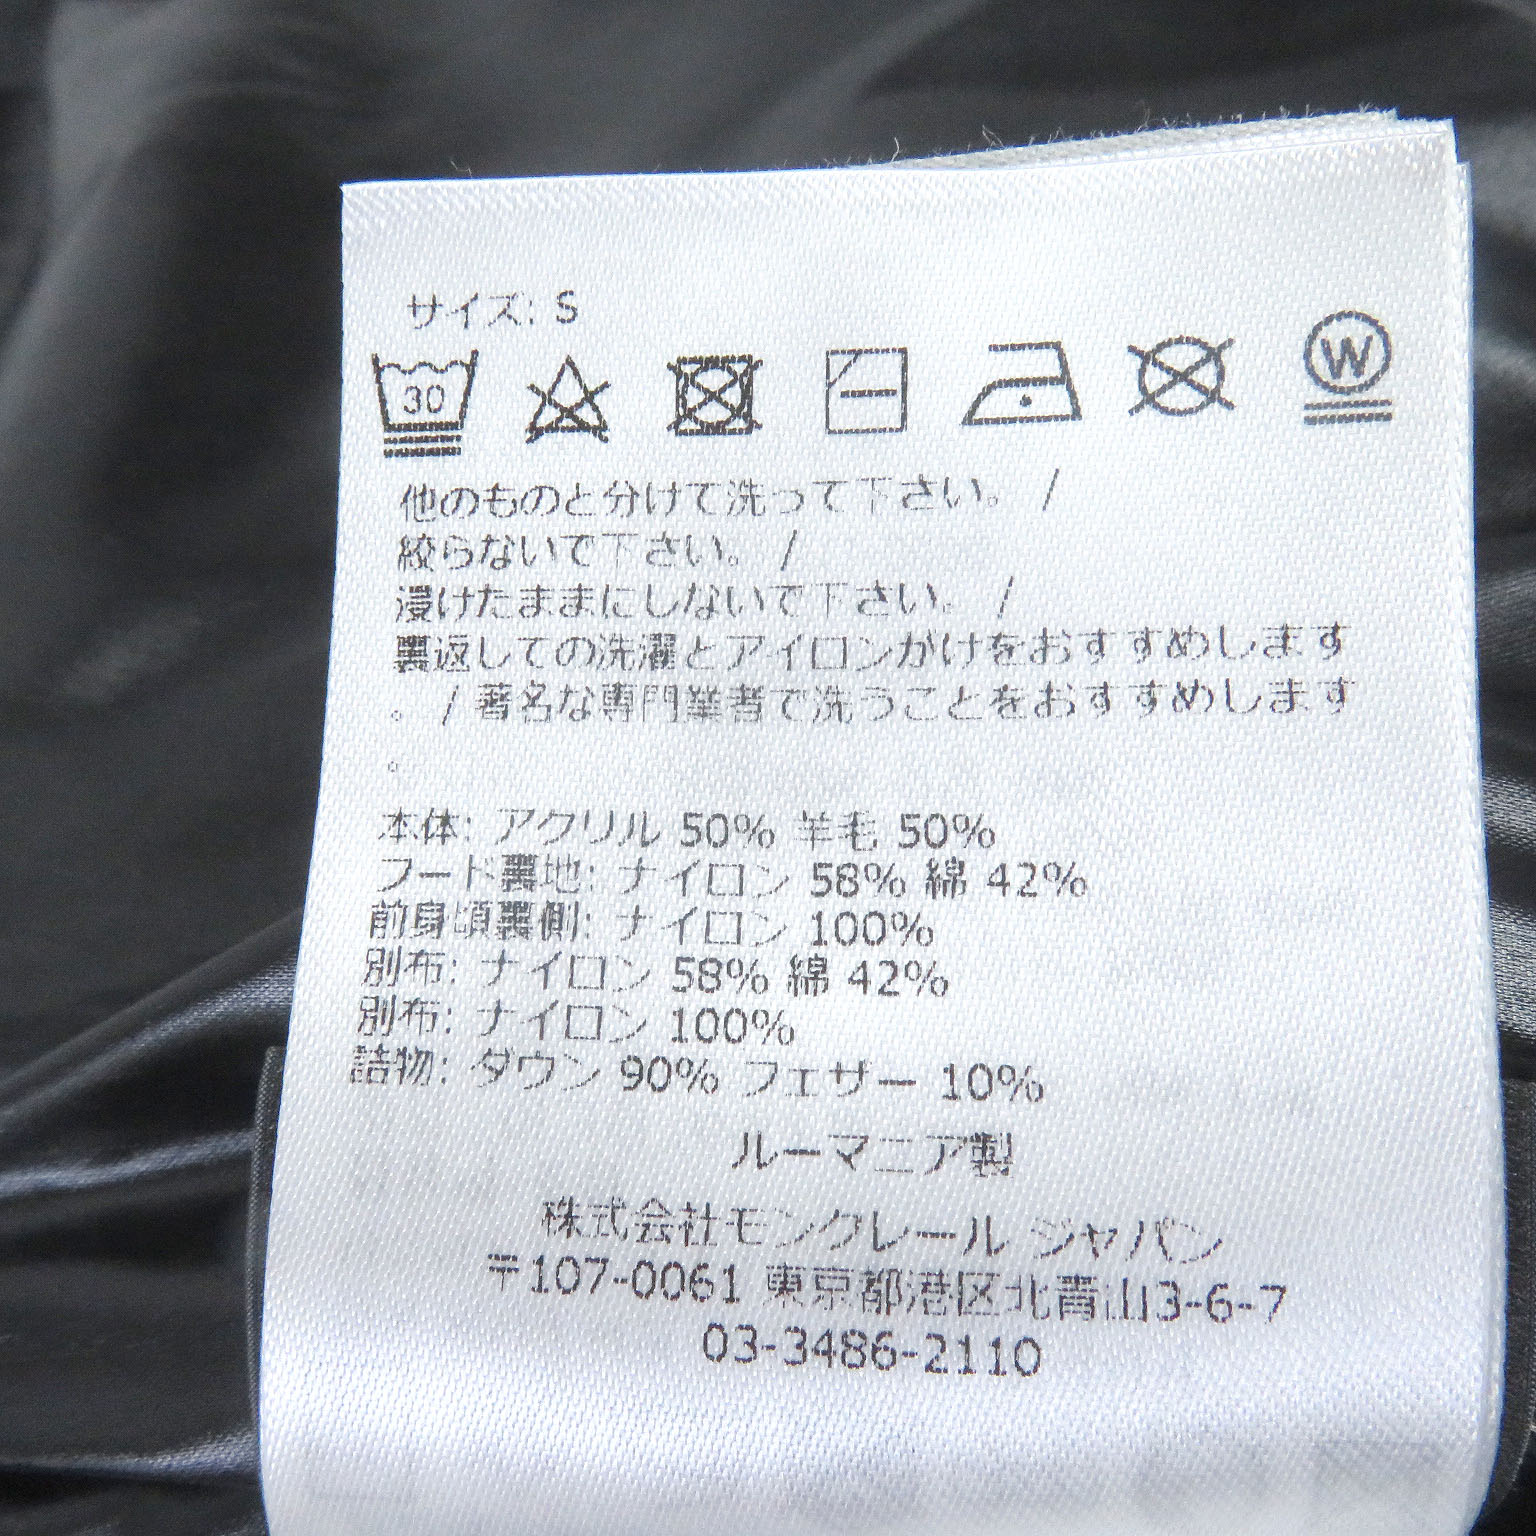 サイズ: S
30
W
他のものと分けて洗って下さい。 /
絞らないで下さい。 /
浸けたままにしないで下さい。 /
裏返しての洗濯とアイロンがけをおすすめします
。 / 著名な専門業者で洗うことをおすすめします
。
本体: アクリル 50% 羊毛 50%
フード裏地: ナイロン 58% 綿 42%
前身頃裏側: ナイロン 100%
別布: ナイロン 58% 綿 42%
別布: ナイロン 100%
詰物: ダウン 90% フェザー 10%
ルーマニア製
株式会社モンクレール ジャパン
〒107-0061 東京都港区北青山3-6-7
03-3486-2110